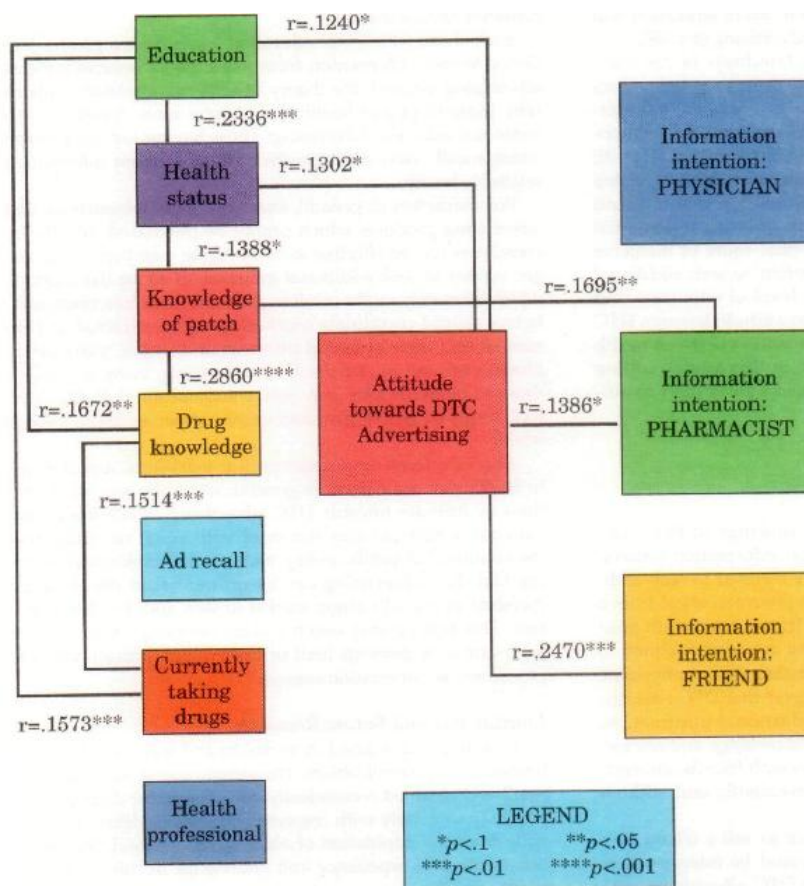 r=.1240*
Education
r=.2336***
Health
status
r=.1302*
Information
intention:
PHYSICIAN
r=.1388*
Knowledge
of patch
r=.1695**
r=.2860****
r=.1672**
Drug
knowledge
Attitude
towards DTC
Advertising
r=.1386*
Information
intention:
PHARMACIST
r=.1514***
Ad recall
Currently
taking
drugs
r=.1573***
r=.2470***
Information
intention:
FRIEND
Health
professional
LEGEND
*p<.1 **p<.05
***p<.01 ****p<.001